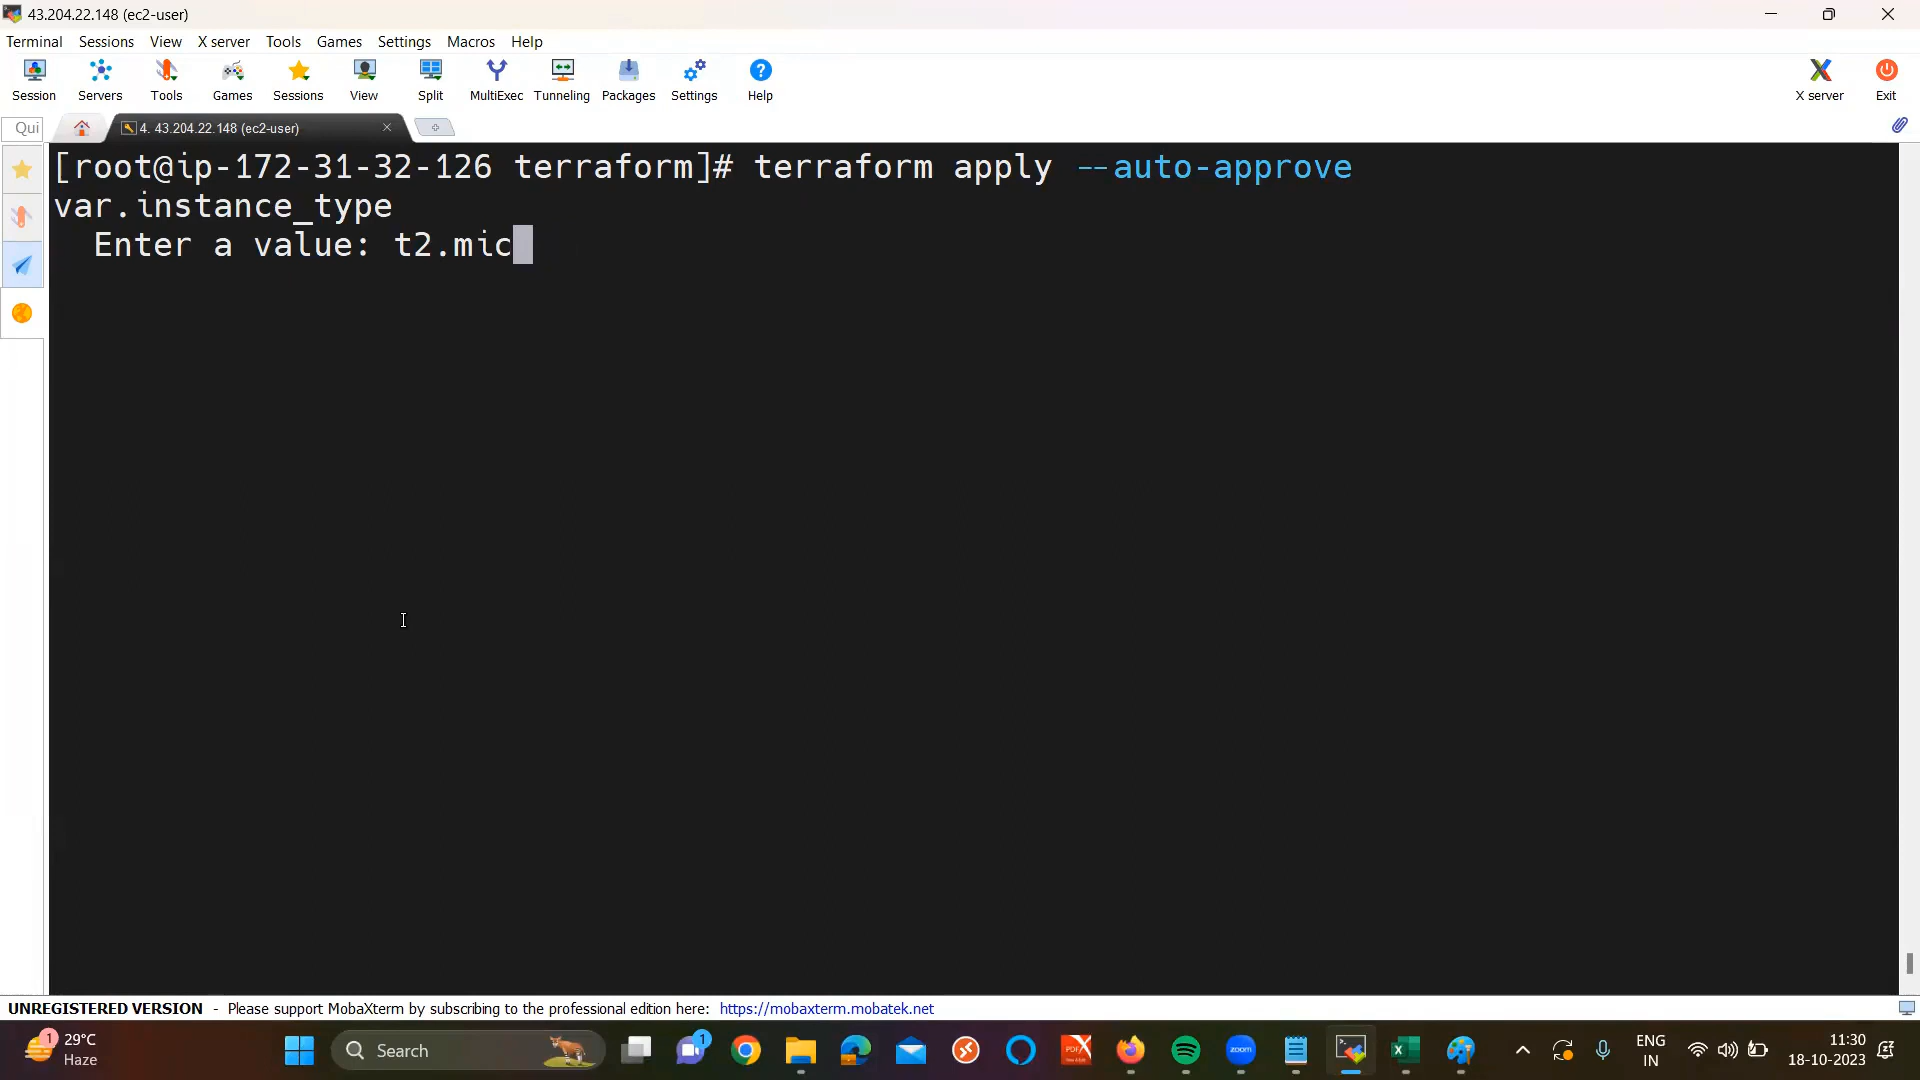 43.204.22.148 (ec2-user)
Terminal Sessions View X server Tools Games Settings Macros Help
Session Servers Tools Games Sessions View Split MultiExec Tunneling Packages Settings Help X server Exit
Qui 4. 43.204.22.148 (ec2-user)
[root@ip-172-31-32-126 terraform]# terraform apply --auto-approve
var.instance_type
Enter a value: t2.mic
UNREGISTERED VERSION - Please support MobaXterm by subscribing to the professional edition here: https://mobaxterm.mobatek.net
1 29°C
Haze
Search
1
zoom
ENG
IN
11:30
18-10-2023